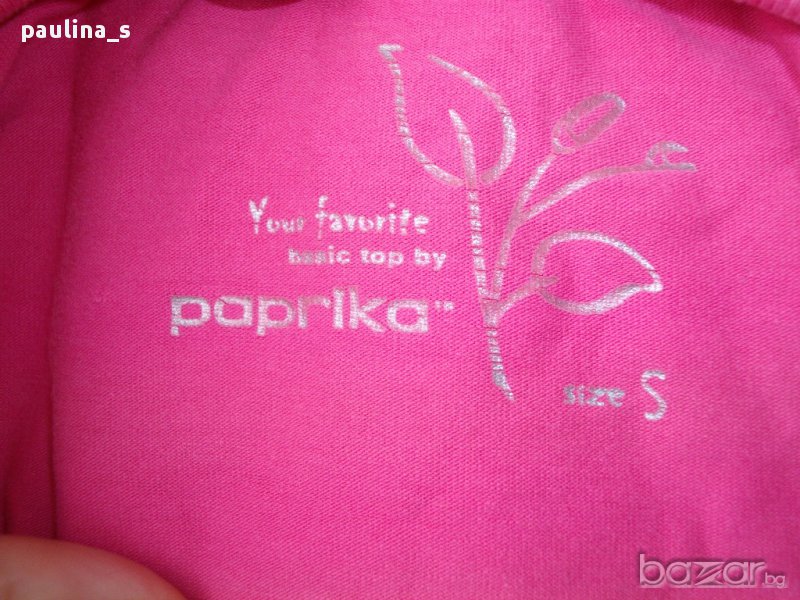 paulina_s
Your favorite
basic top by
paprika™
size S
bazar.bg